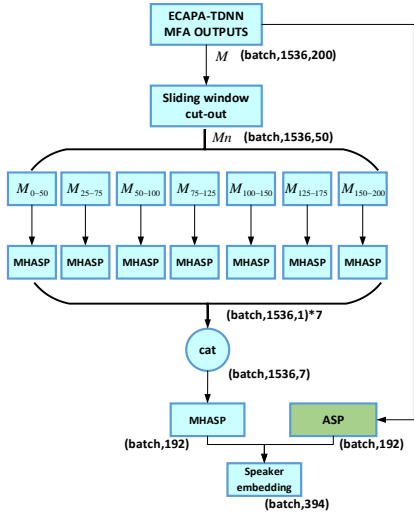 ECAPA-TDNN
MFA OUTPUTS
M (batch,1536,200)
Sliding window
cut-out
Mn (batch,1536,50)
M0−50 M25−75 M50−100 M75−125 M100−150 M125−175 M150−200
MHASP MHASP MHASP MHASP MHASP MHASP MHASP
(batch,1536,1)*7
cat
(batch,1536,7)
MHASP ASP
(batch,192) (batch,192)
Speaker
embedding
(batch,394)